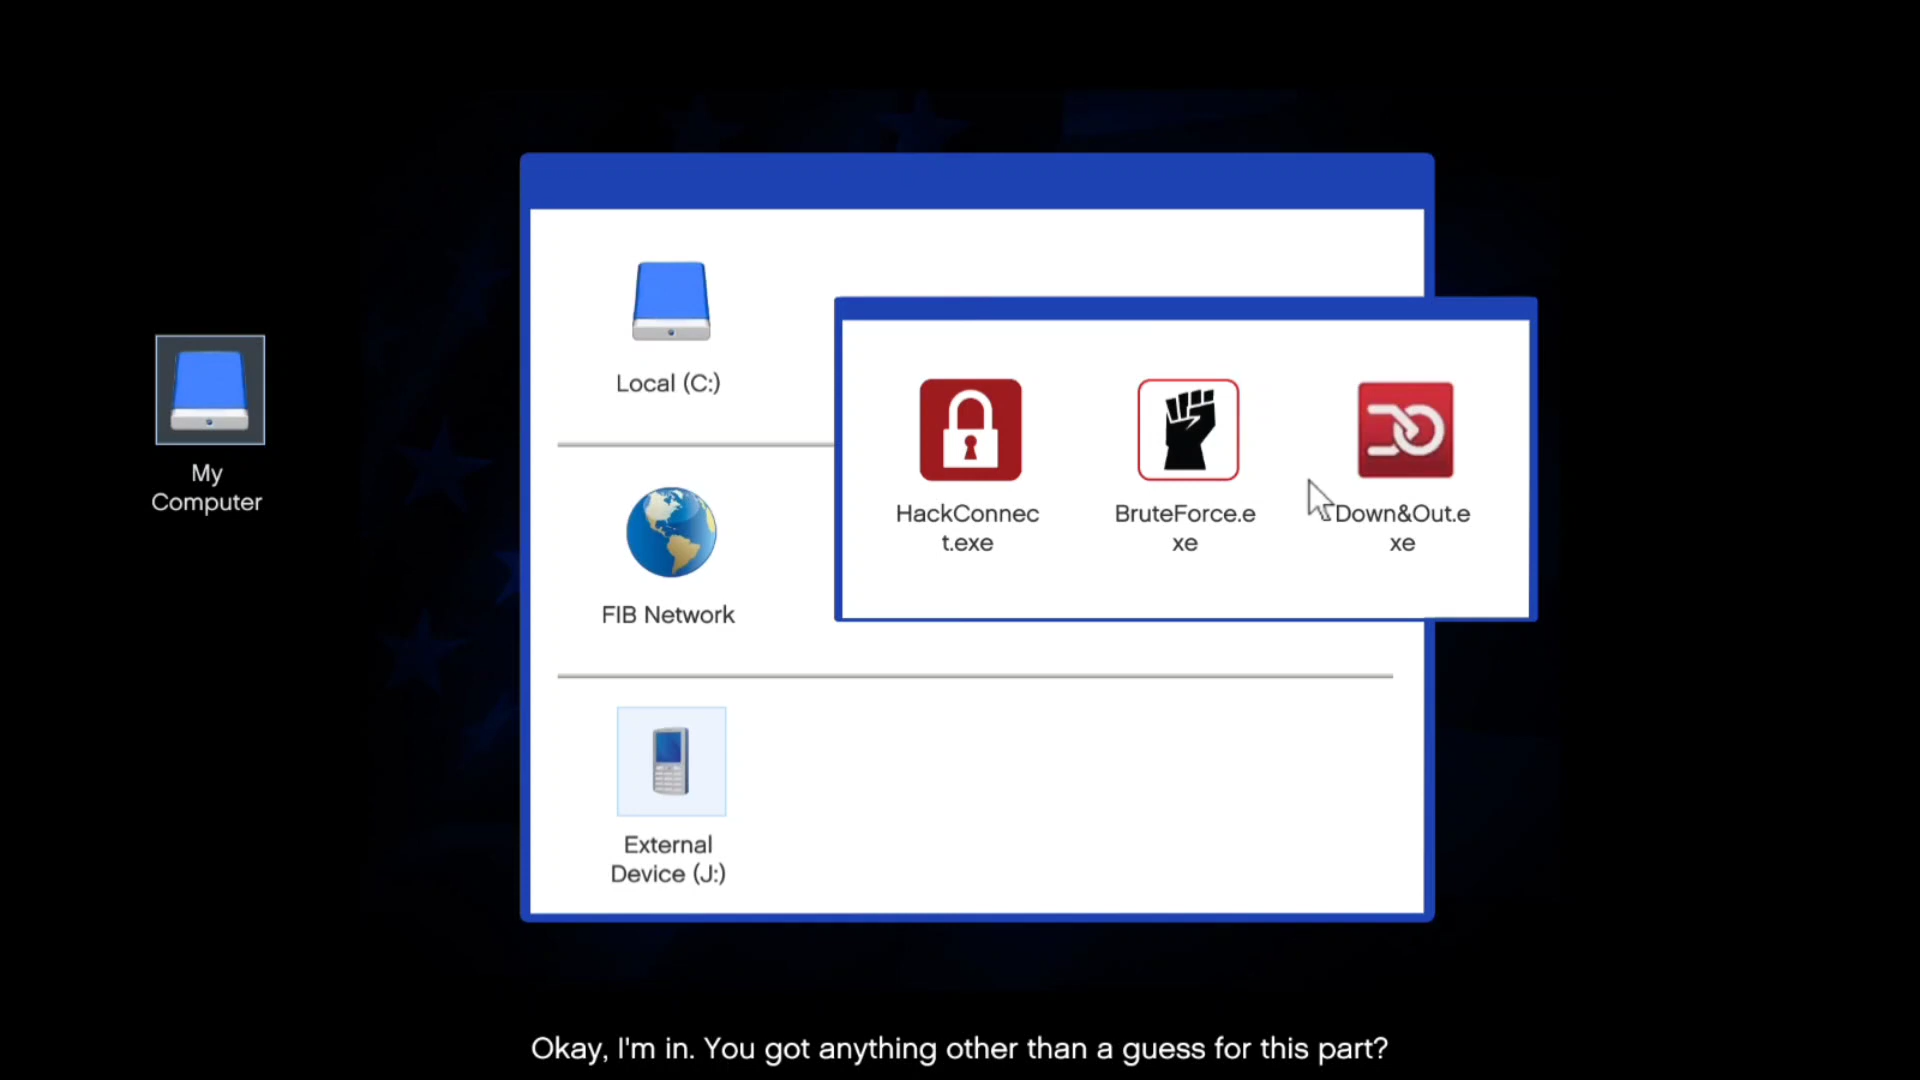 My
Computer
Local (C:)
FIB Network
External
Device (J:)
HackConnec
t.exe
BruteForce.e
xe
Down&Out.e
xe
Okay, I'm in. You got anything other than a guess for this part?